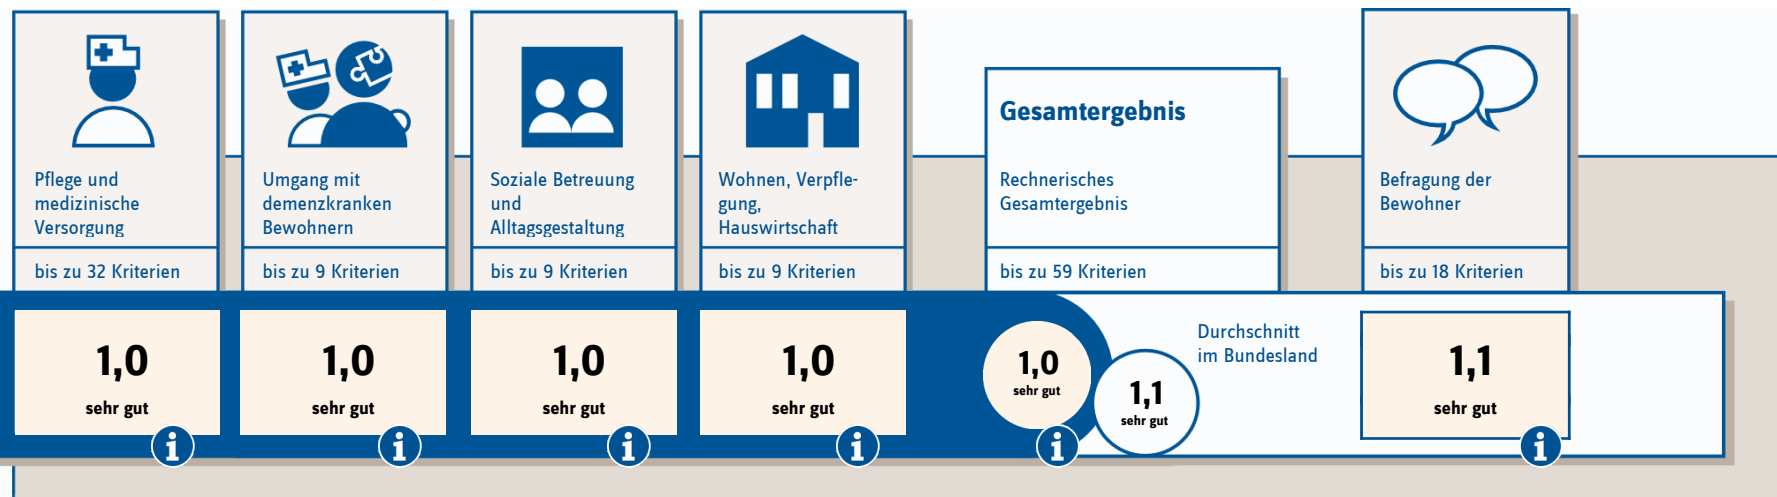 Pflege und
medizinische
Versorgung
bis zu 32 Kriterien
1,0
sehr gut
i
Umgang mit
demenzkranken
Bewohnern
bis zu 9 Kriterien
1,0
sehr gut
i
Soziale Betreuung
und
Alltagsgestaltung
bis zu 9 Kriterien
1,0
sehr gut
i
Wohnen, Verpfle-
gung,
Hauswirtschaft
bis zu 9 Kriterien
1,0
sehr gut
i
Gesamtergebnis
Rechnerisches
Gesamtergebnis
bis zu 59 Kriterien
1,0
sehr gut
i
1,1
sehr gut
Durchschnitt
im Bundesland
Befragung der
Bewohner
bis zu 18 Kriterien
1,1
sehr gut
i